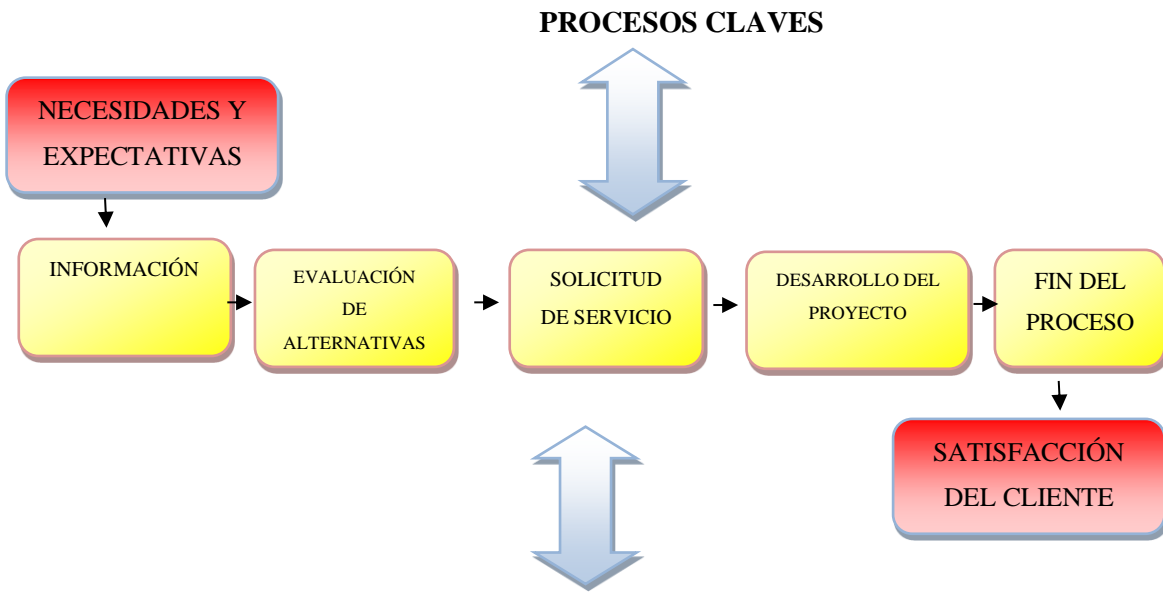 PROCESOS CLAVES
NECESIDADES Y
EXPECTATIVAS
INFORMACIÓN
EVALUACIÓN
DE
ALTERNATIVAS
SOLICITUD
DE SERVICIO
DESARROLLO DEL
PROYECTO
FIN DEL
PROCESO
SATISFACCIÓN
DEL CLIENTE